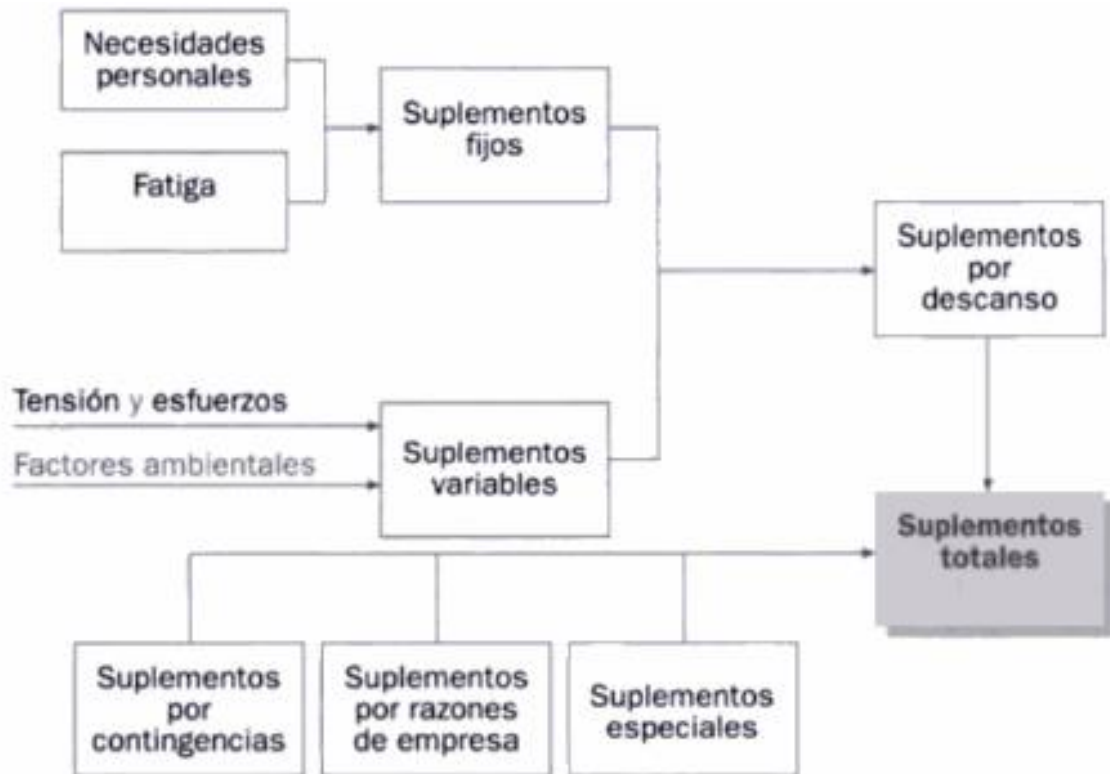 Necesidades
personales
Fatiga
Suplementos
fijos
Suplementos
por
descanso
Tensión y esfuerzos
Factores ambientales
Suplementos
variables
Suplementos
totales
Suplementos
por
contingencias
Suplementos
por razones
de empresa
Suplementos
especiales